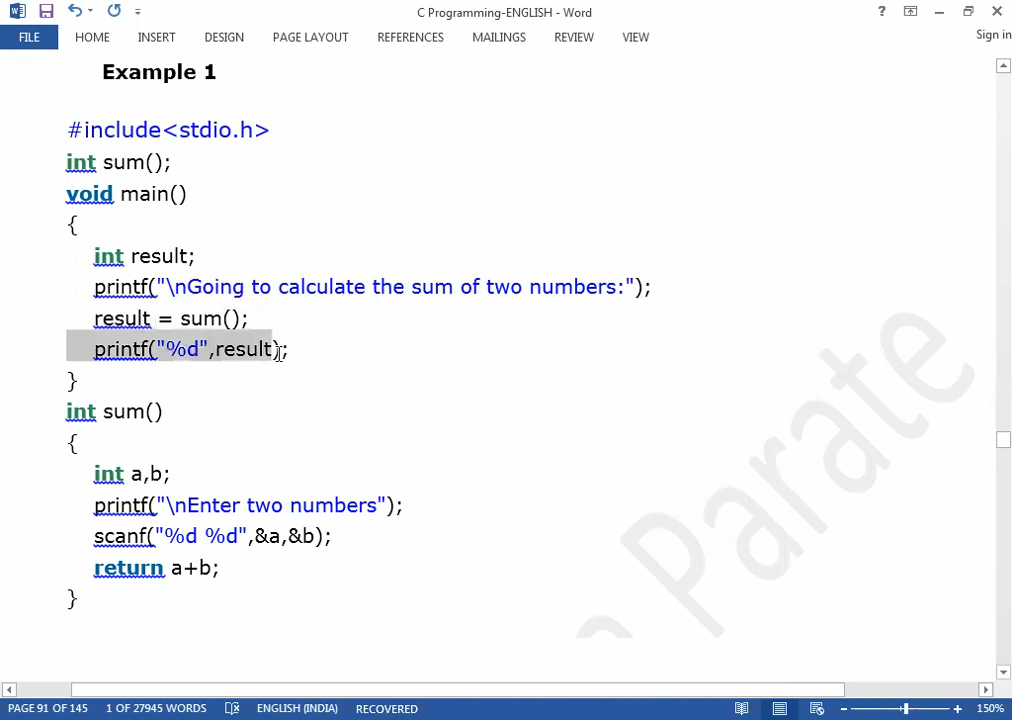 C Programming-ENGLISH - Word
?
FILE HOME INSERT DESIGN PAGE LAYOUT REFERENCES MAILINGS REVIEW VIEW
Sign in
Example 1
#include<stdio.h>
int sum();
void main()
{
int result;
printf("\nGoing to calculate the sum of two numbers:");
result = sum();
printf("%d",result);
}
int sum()
{
int a,b;
printf("\nEnter two numbers");
scanf("%d %d",&a,&b);
return a+b;
}
Parate
PAGE 91 OF 145 1 OF 27945 WORDS ENGLISH (INDIA) RECOVERED 150%